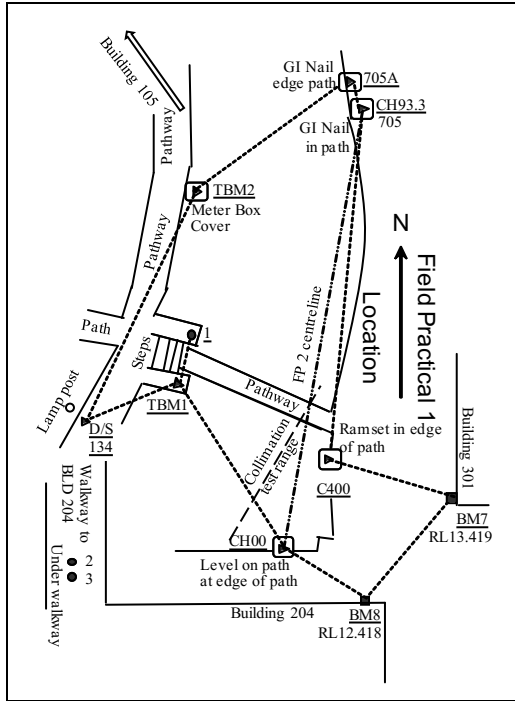 GI Nail
edge path
705A
CH93.3
705
GI Nail
in path
Building 105
Pathway
TBM2
Meter Box
Cover
Pathway
N
Field Practical 1
Location
FP 2 centreline
Path
1
Steps
TBM1
Pathway
Lamp post
D/S
134
Collimation
test range
Ramset in edge
of path
C400
Building 301
BM7
RL13.419
Walkway to
BLD 204
2
3
Under walkway
CH00
Level on path
at edge of path
Building 204
BM8
RL12.418